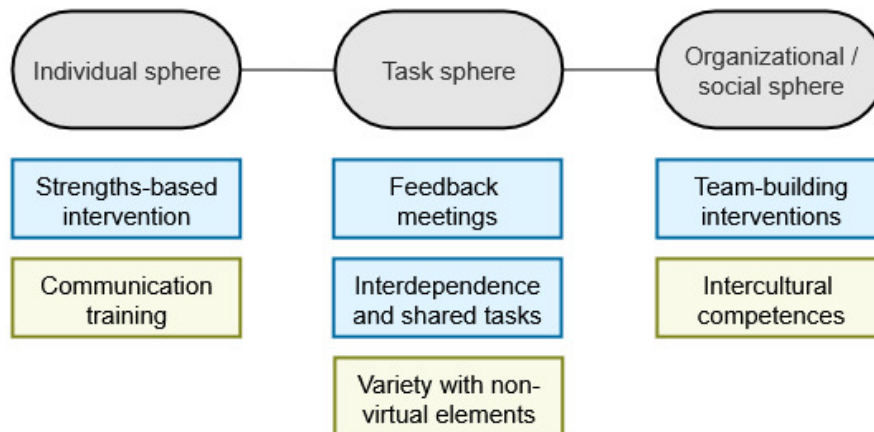 Individual sphere
Task sphere
Organizational /
social sphere
Strengths-based
intervention
Feedback
meetings
Team-building
interventions
Communication
training
Interdependence
and shared tasks
Intercultural
competences
Variety with non-
virtual elements